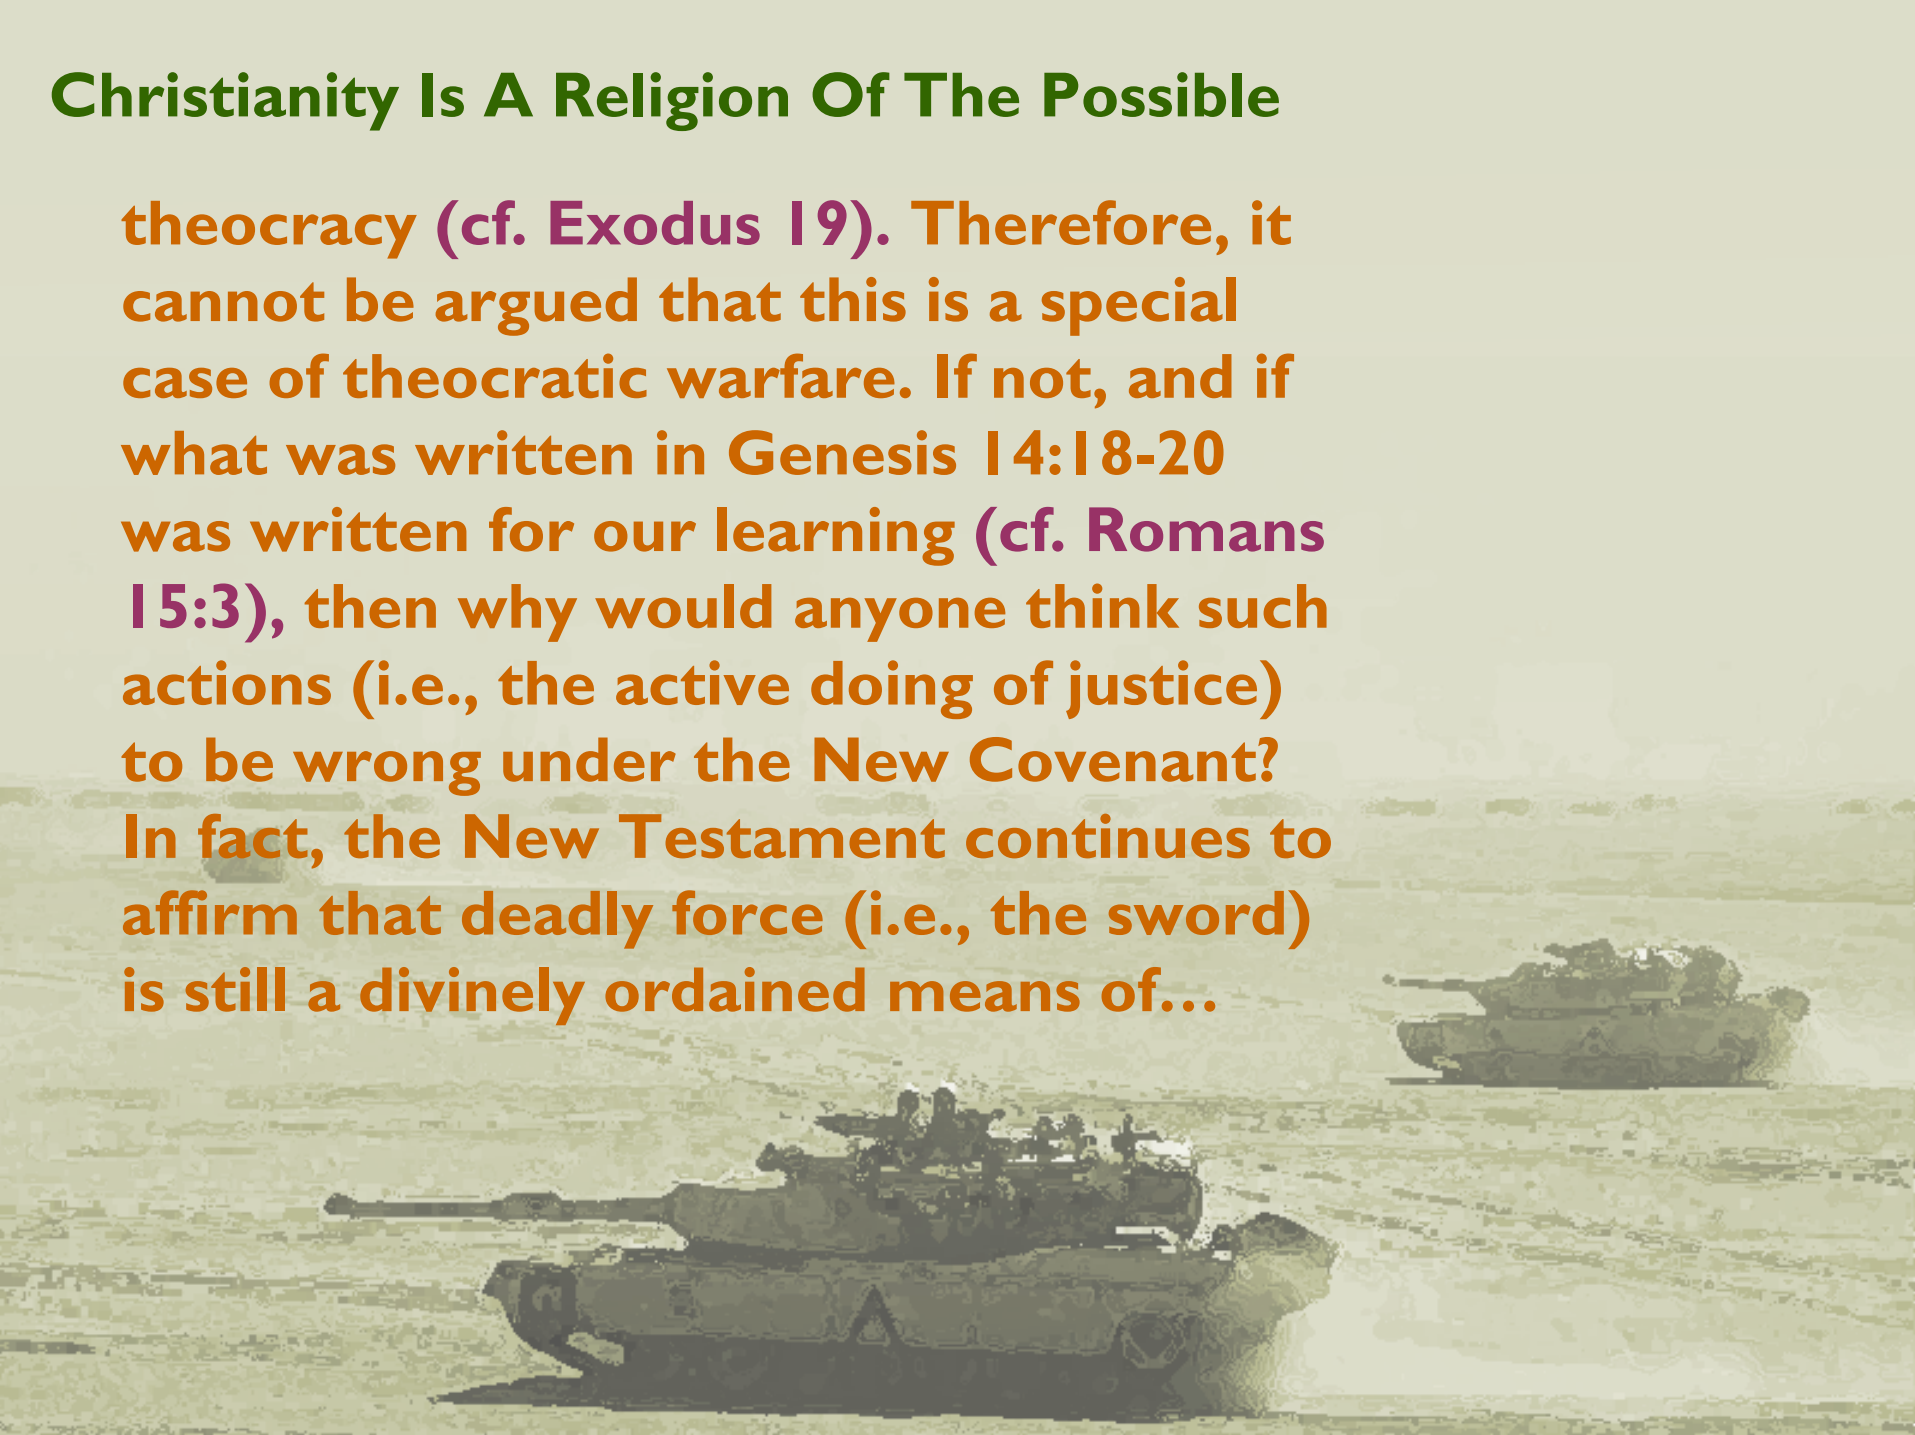 Christianity Is A Religion Of The Possible
theocracy (cf. Exodus 19). Therefore, it
cannot be argued that this is a special
case of theocratic warfare. If not, and if
what was written in Genesis 14:18-20
was written for our learning (cf. Romans
15:3), then why would anyone think such
actions (i.e., the active doing of justice)
to be wrong under the New Covenant?
In fact, the New Testament continues to
affirm that deadly force (i.e., the sword)
is still a divinely ordained means of…